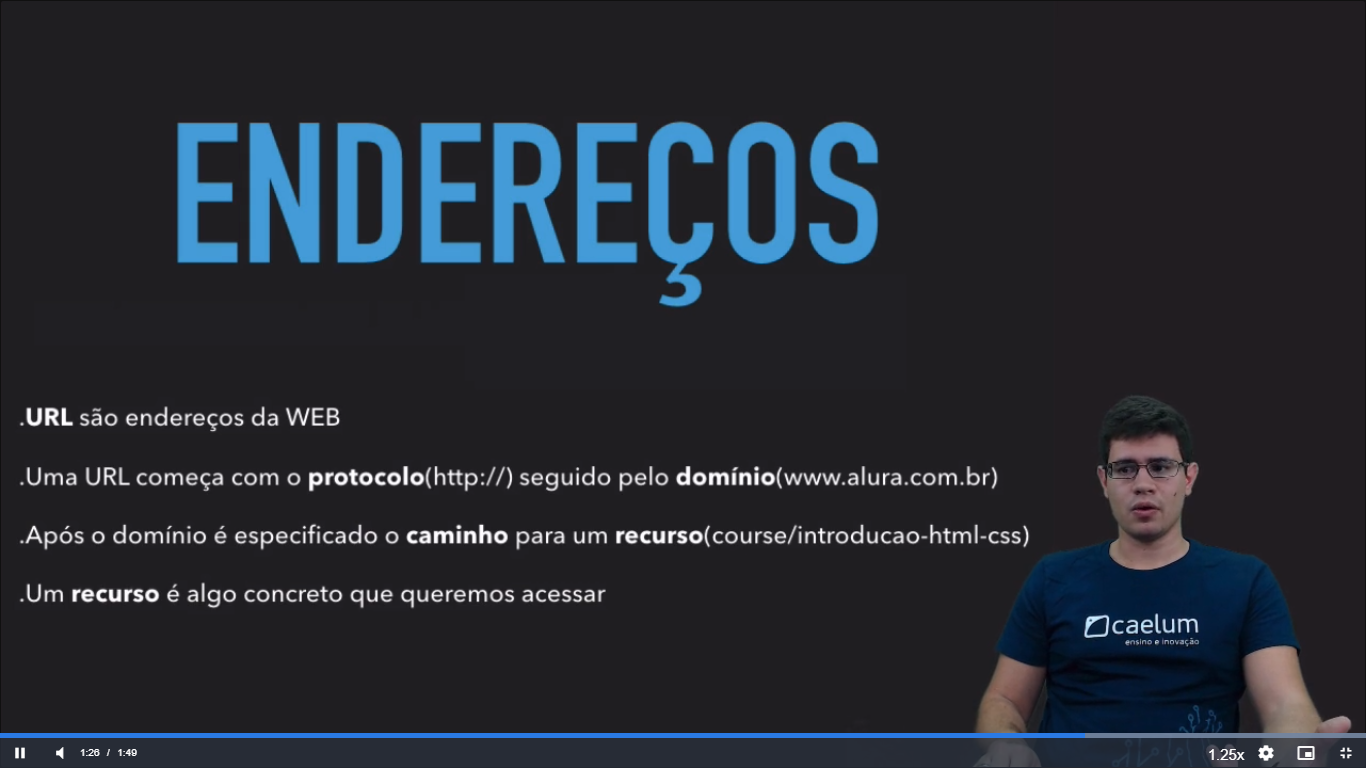 ENDEREÇOS
.URL são endereços da WEB
.Uma URL começa com o protocolo(http://) seguido pelo domínio(www.alura.com.br)
.Após o domínio é especificado o caminho para um recurso(course/introducao-html-css)
.Um recurso é algo concreto que queremos acessar
caelum
ensino e inovação
1:26 / 1:49
1.25x